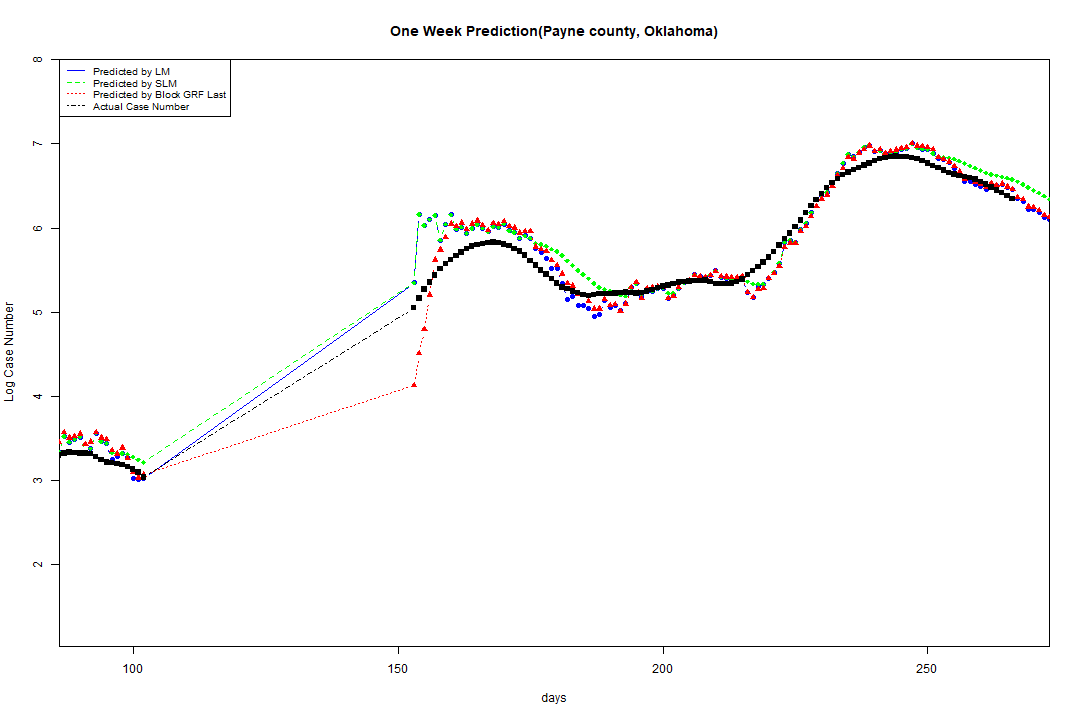 One Week Prediction(Payne county, Oklahoma)
Predicted by LM
Predicted by SLM
Predicted by Block GRF Last
Actual Case Number
8
7
6
5
4
3
2
Log Case Number
100 150 200 250
days